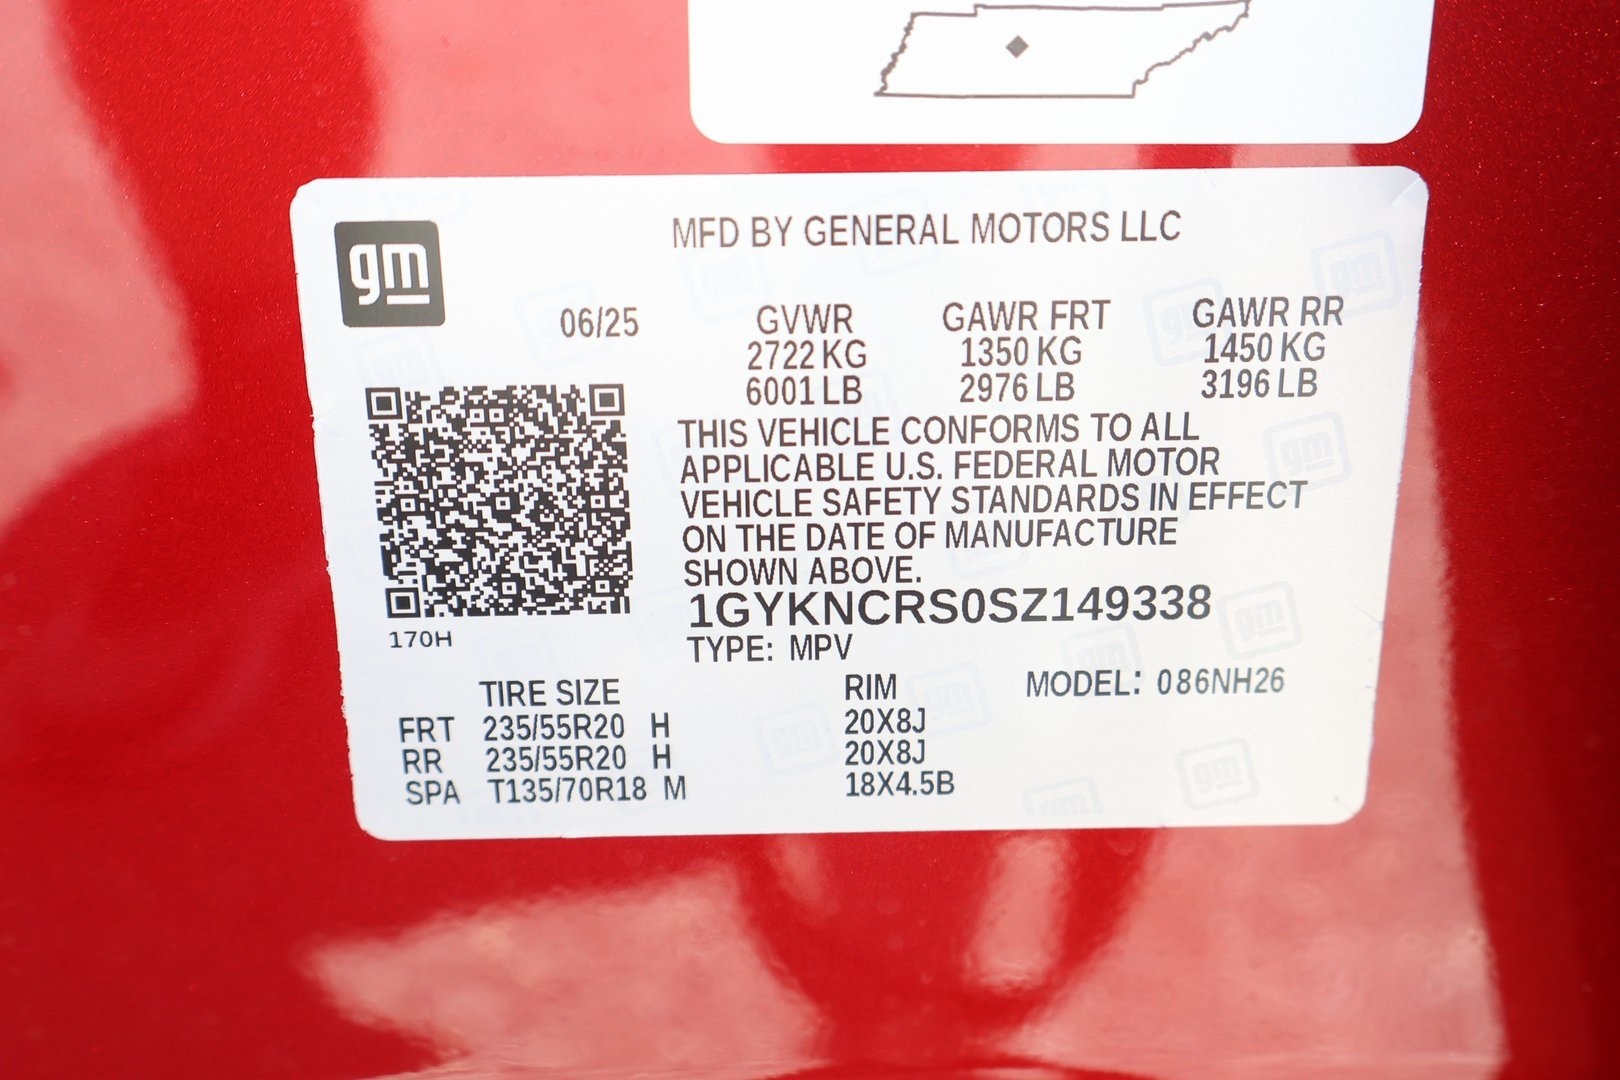 gm
MFD BY GENERAL MOTORS LLC
06/25 GVWR GAWR FRT GAWR RR
2722 KG 1350 KG 1450 KG
6001 LB 2976 LB 3196 LB
THIS VEHICLE CONFORMS TO ALL
APPLICABLE U.S. FEDERAL MOTOR
VEHICLE SAFETY STANDARDS IN EFFECT
ON THE DATE OF MANUFACTURE
SHOWN ABOVE.
1GYKNCRS0SZ149338
170H
TYPE: MPV
TIRE SIZE RIM MODEL: 086NH26
FRT 235/55R20 H 20X8J
RR 235/55R20 H 20X8J
SPA T135/70R18 M 18X4.5B